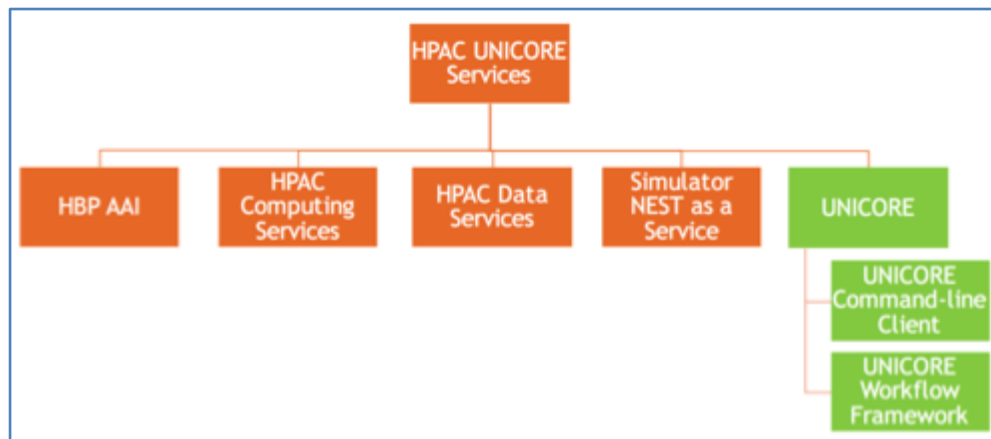 HPAC UNICORE
Services
HBP AAI
HPAC
Computing
Services
HPAC Data
Services
Simulator
NEST as a
Service
UNICORE
UNICORE
Command-line
Client
UNICORE
Workflow
Framework